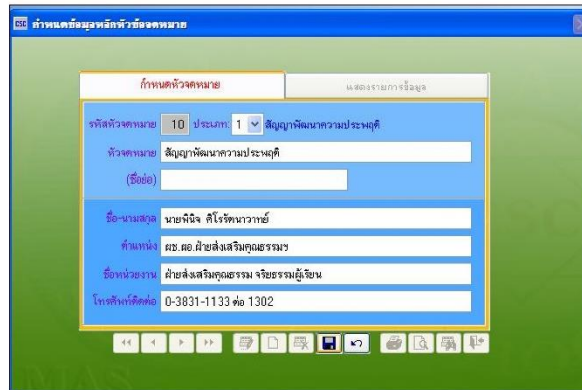 CSC กำหนดข้อมูลหลักหัวข้อจดหมาย
กำหนดหัวจดหมาย แสดงรายการข้อมูล
รหัสหัวจดหมาย 10 ประเภท: 1 สัญญาพัฒนาความประพฤติ
หัวจดหมาย สัญญาพัฒนาความประพฤติ
(ชื่อย่อ)
ชื่อ-นามสกุล นายพินิจ ศิโรรัตนาวาทย์
ตำแหน่ง ผช.ผอ.ฝ่ายส่งเสริมคุณธรรมฯ
ชื่อหน่วยงาน ฝ่ายส่งเสริมคุณธรรม จริยธรรมผู้เรียน
โทรศัพท์ติดต่อ 0-3831-1133 ต่อ 1302
MAS